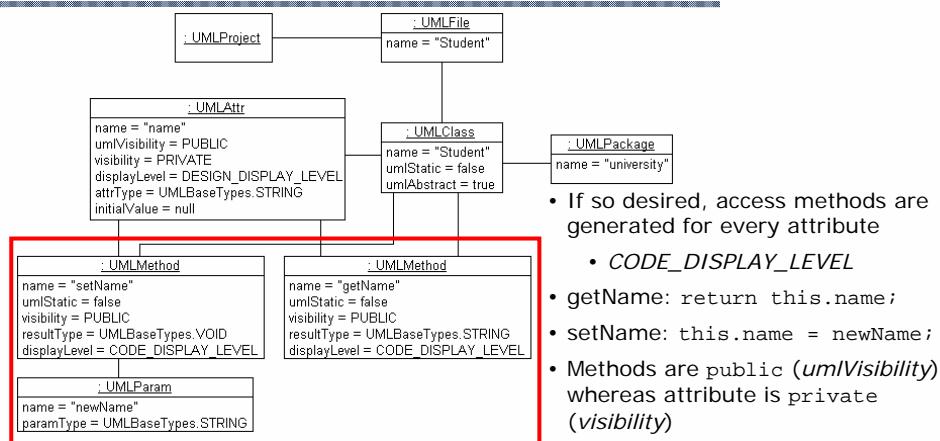 : UMLProject
: UMLFile
name = "Student"
: UMLAttr
name = "name"
umlVisibility = PUBLIC
visibility = PRIVATE
displayLevel = DESIGN_DISPLAY_LEVEL
attrType = UMLBaseTypes.STRING
initialValue = null
: UMLClass
name = "Student"
umlStatic = false
umlAbstract = true
: UMLPackage
name = "university"
: UMLMethod
name = "setName"
umlStatic = false
visibility = PUBLIC
resultType = UMLBaseTypes.VOID
displayLevel = CODE_DISPLAY_LEVEL
: UMLMethod
name = "getName"
umlStatic = false
visibility = PUBLIC
resultType = UMLBaseTypes.STRING
displayLevel = CODE_DISPLAY_LEVEL
: UMLParam
name = "newName"
paramType = UMLBaseTypes.STRING
• If so desired, access methods are
generated for every attribute
• CODE_DISPLAY_LEVEL
• getName: return this.name;
• setName: this.name = newName;
• Methods are public (umlVisibility)
whereas attribute is private
(visibility)